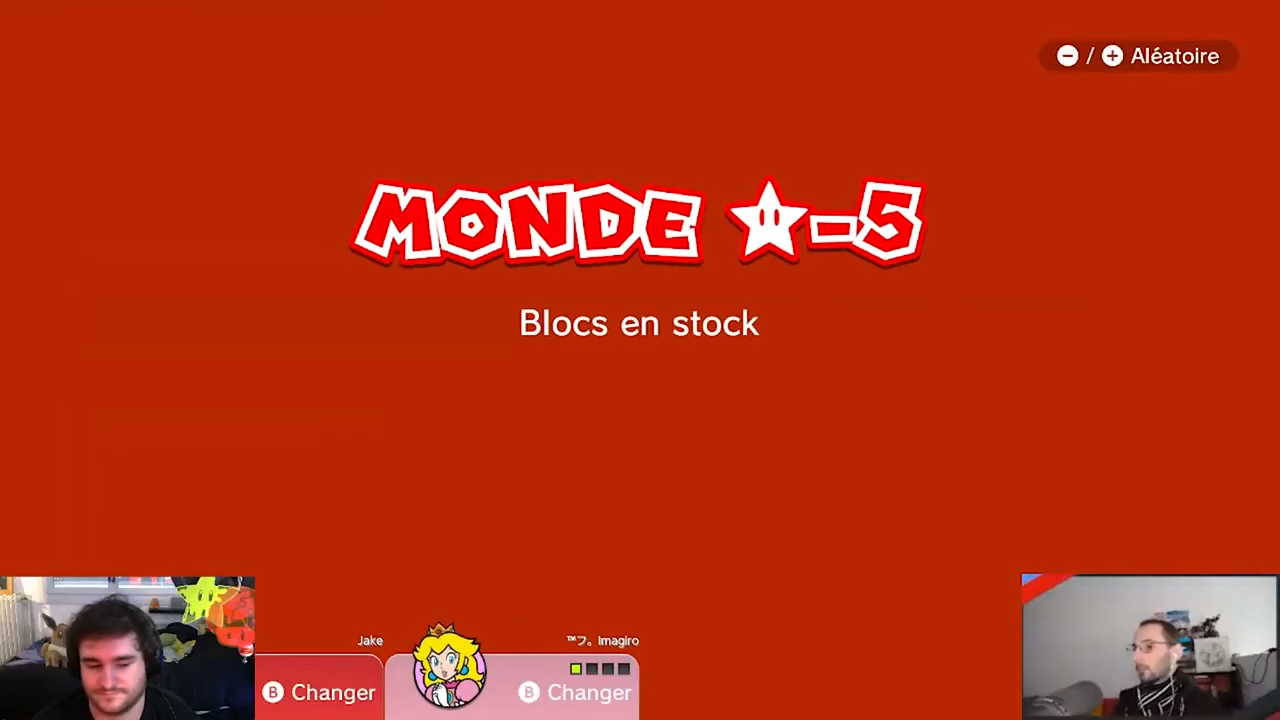 - / + Aléatoire
MONDE ★-5
Blocs en stock
Jake
™フ。Imagiro
B Changer
B Changer